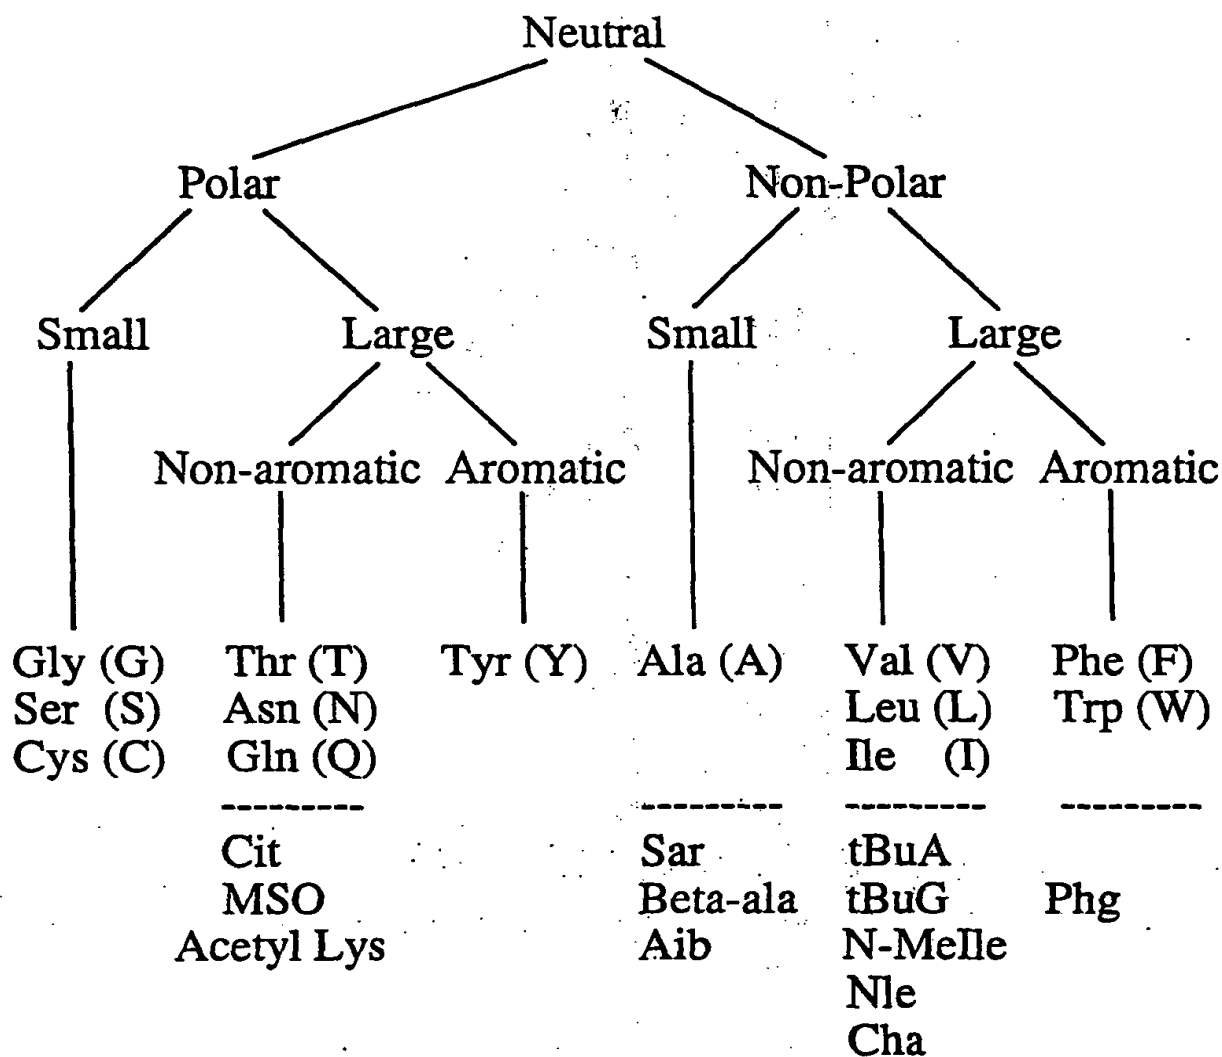 Neutral
Polar Non-Polar
Small Large Small Large
Non-aromatic Aromatic Non-aromatic Aromatic
Gly (G) Thr (T) Tyr (Y) Ala (A) Val (V) Phe (F)
Ser (S) Asn (N) Leu (L) Trp (W)
Cys (C) Gln (Q) Ile (I)
Cit Sar tBuA
MSO Beta-ala tBuG Phg
Acetyl Lys Aib N-MeIle
Nle
Cha